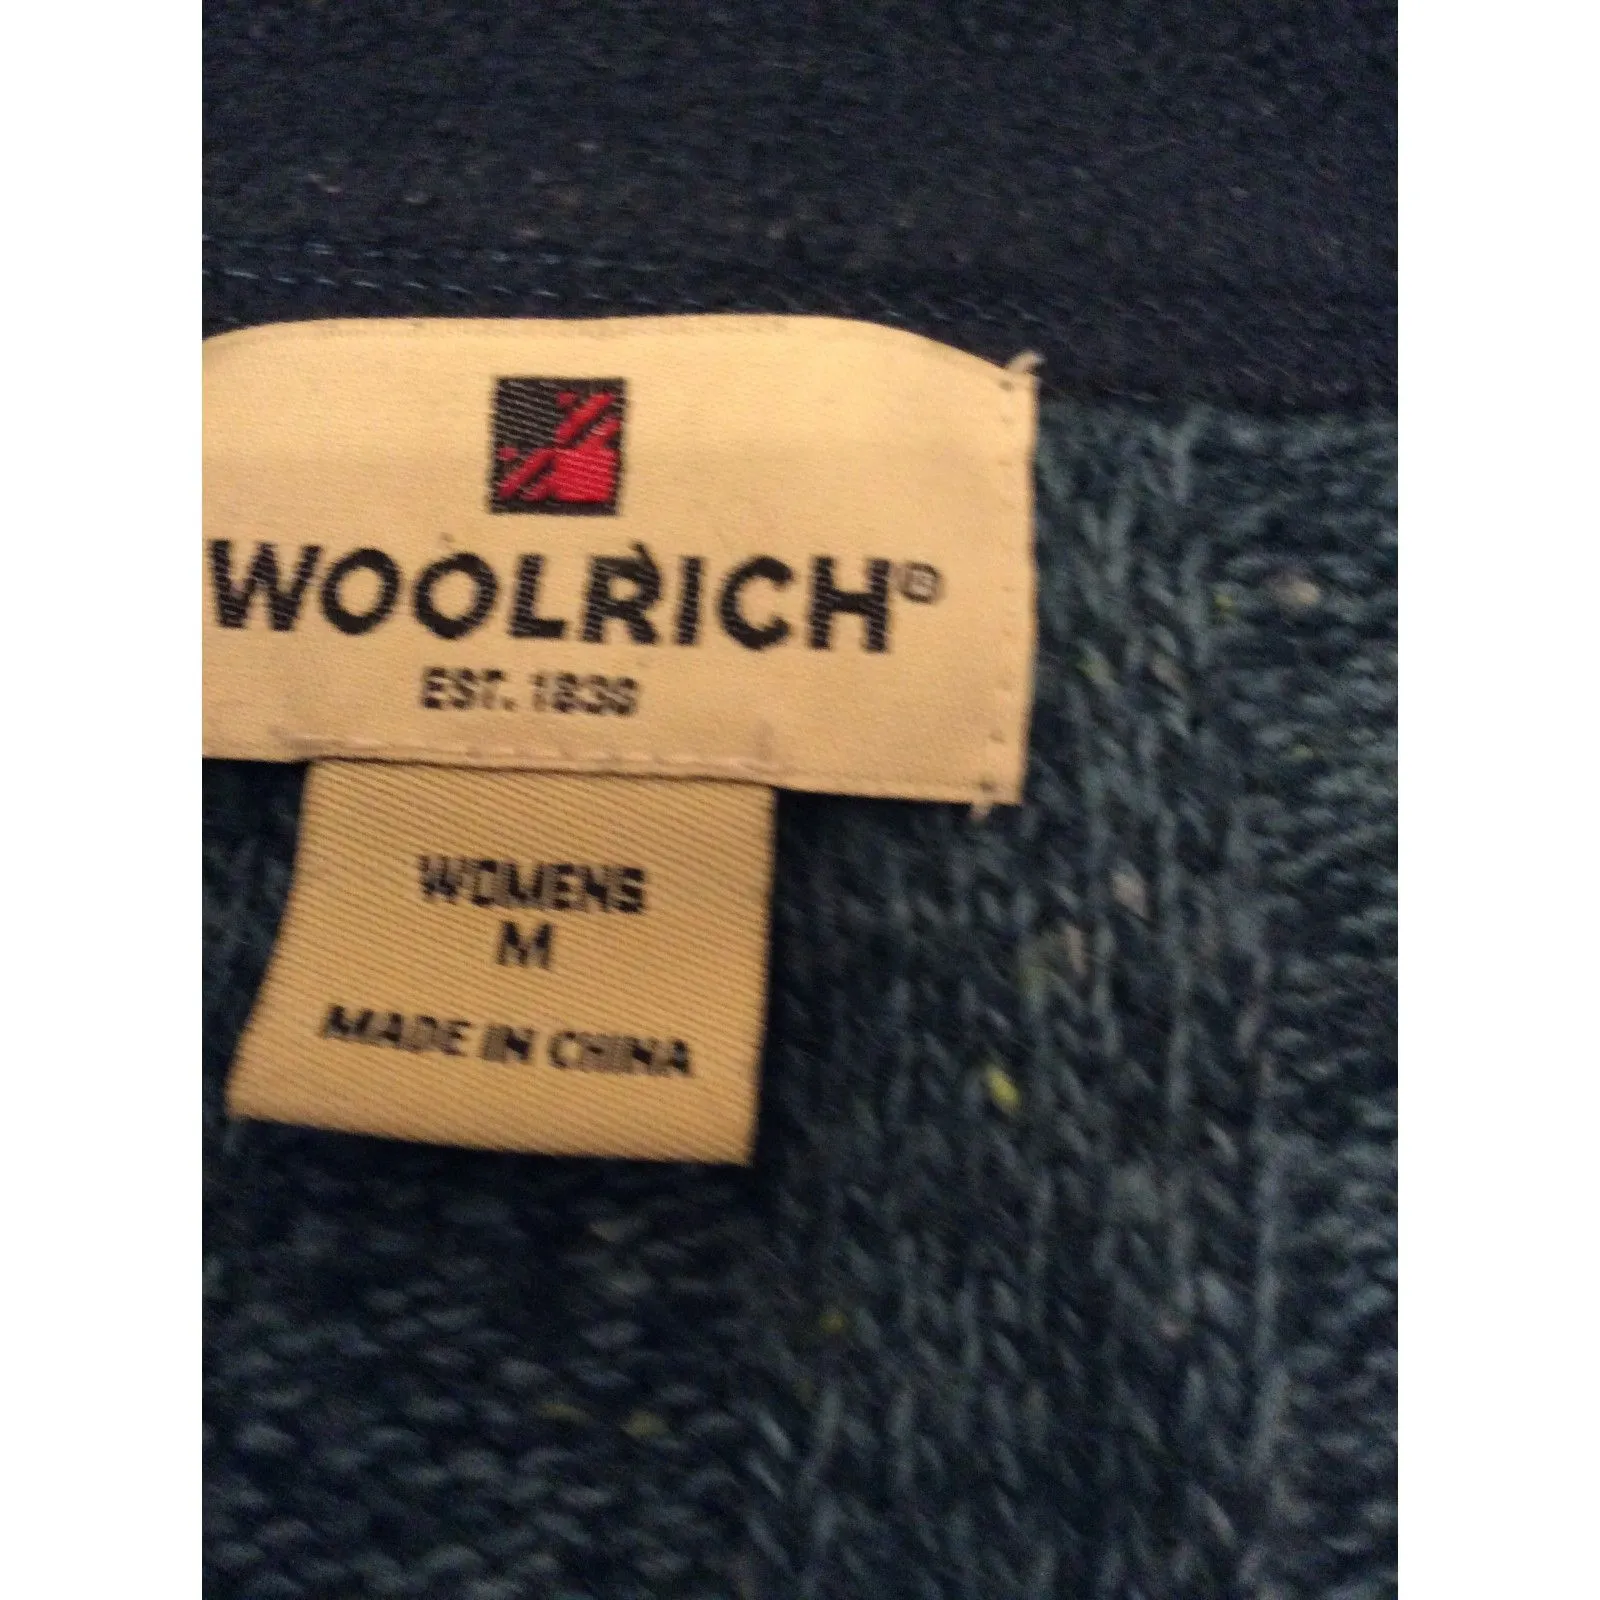 WOOLRICH®
EST. 1830
WOMENS
M
MADE IN CHINA